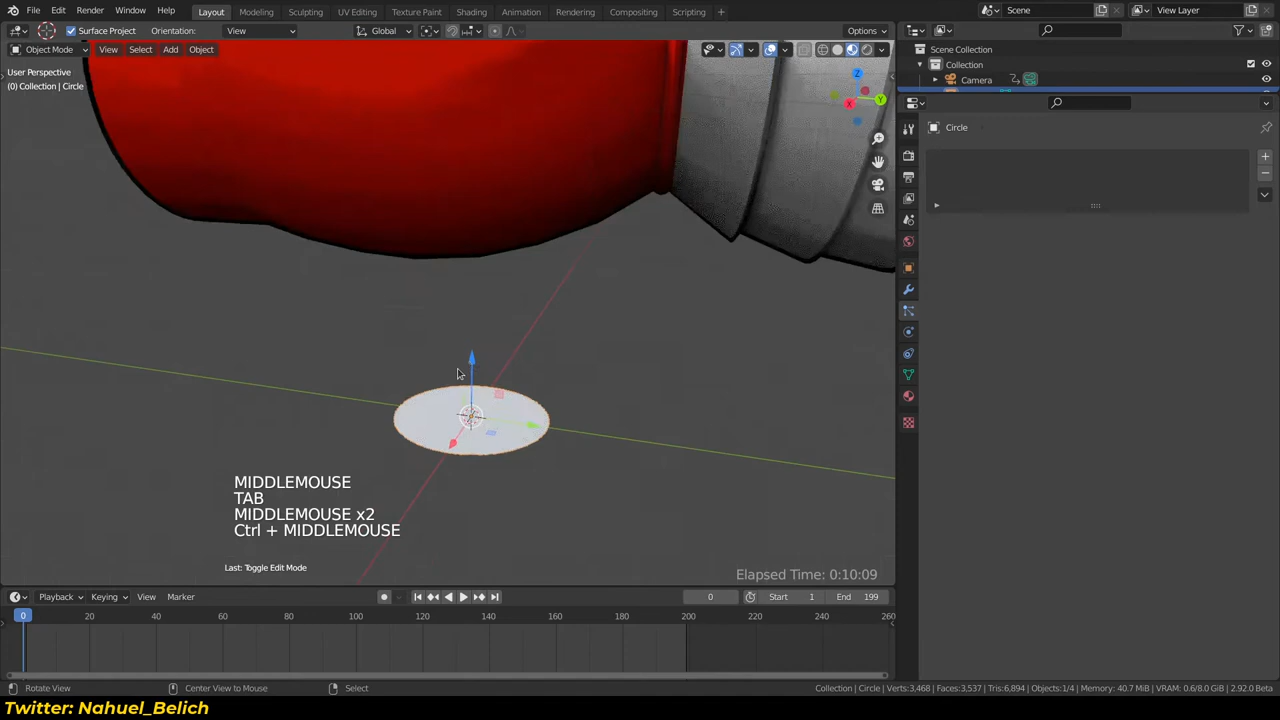 File Edit Render Window Help Layout Modeling Sculpting UV Editing Texture Paint Shading Animation Rendering Compositing Scripting + Scene View Layer
Surface Project Orientation: View Global Options
Object Mode View Select Add Object
Scene Collection
Collection
Camera
User Perspective
(0) Collection | Circle
Z
Y
X
Circle
MIDDLEMOUSE
TAB
MIDDLEMOUSE x2
Ctrl + MIDDLEMOUSE
Last: Toggle Edit Mode
Elapsed Time: 0:10:09
Playback Keying View Marker 0 Start 1 End 199
0 20 40 60 80 100 120 140 160 180 200 220 240 260
Rotate View Center View to Mouse Select Collection | Circle | Verts:3,468 | Faces:3,537 | Tris:6,894 | Objects:1/4 | Memory: 40.7 MiB | VRAM: 0.6/8.0 GiB | 2.92.0 Beta
Twitter: Nahuel_Belich